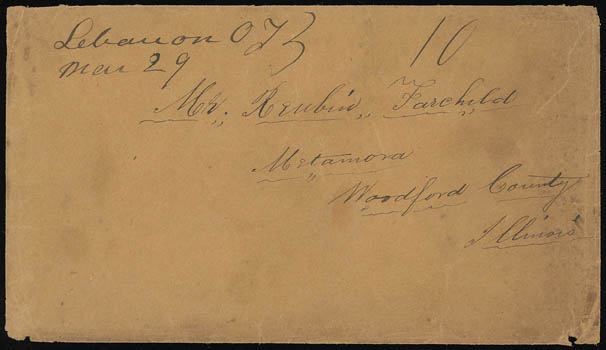 Lebanon O T
Mar 29
10
Mr. Reubin Farchild
Metamora
Woodford County
Illinois